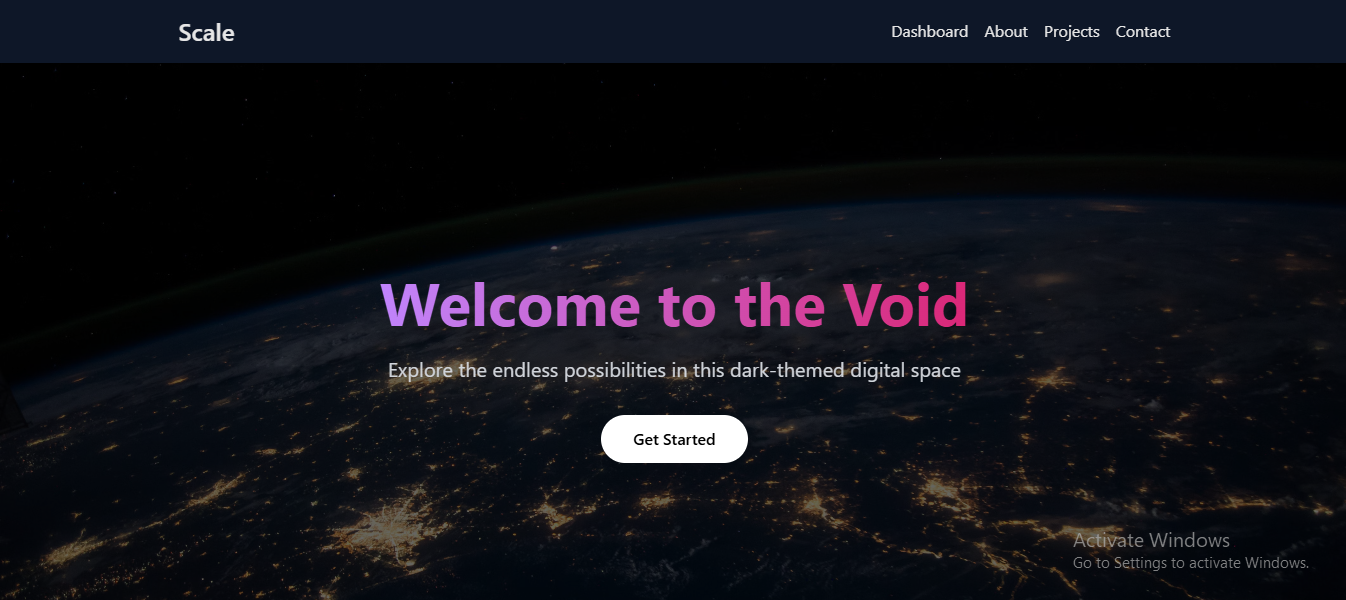 Scale
Dashboard About Projects Contact
Welcome to the Void
Explore the endless possibilities in this dark-themed digital space
Get Started
Activate Windows
Go to Settings to activate Windows.